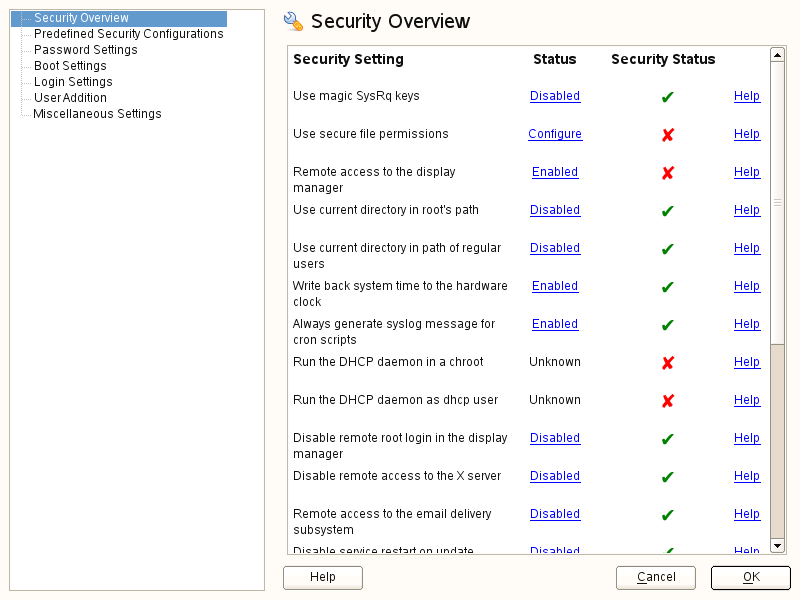 Security Overview
Predefined Security Configurations
Password Settings
Boot Settings
Login Settings
User Addition
Miscellaneous Settings
Security Overview
Security Setting Status Security Status
Use magic SysRq keys Disabled Help
Use secure file permissions Configure Help
Remote access to the display Enabled Help
manager
Use current directory in root's path Disabled Help
Use current directory in path of regular Disabled Help
users
Write back system time to the hardware Enabled Help
clock
Always generate syslog message for Enabled Help
cron scripts
Run the DHCP daemon in a chroot Unknown Help
Run the DHCP daemon as dhcp user Unknown Help
Disable remote root login in the display Disabled Help
manager
Disable remote access to the X server Disabled Help
Remote access to the email delivery Disabled Help
subsystem
Disable service restart on update Disabled Help
Help Cancel OK